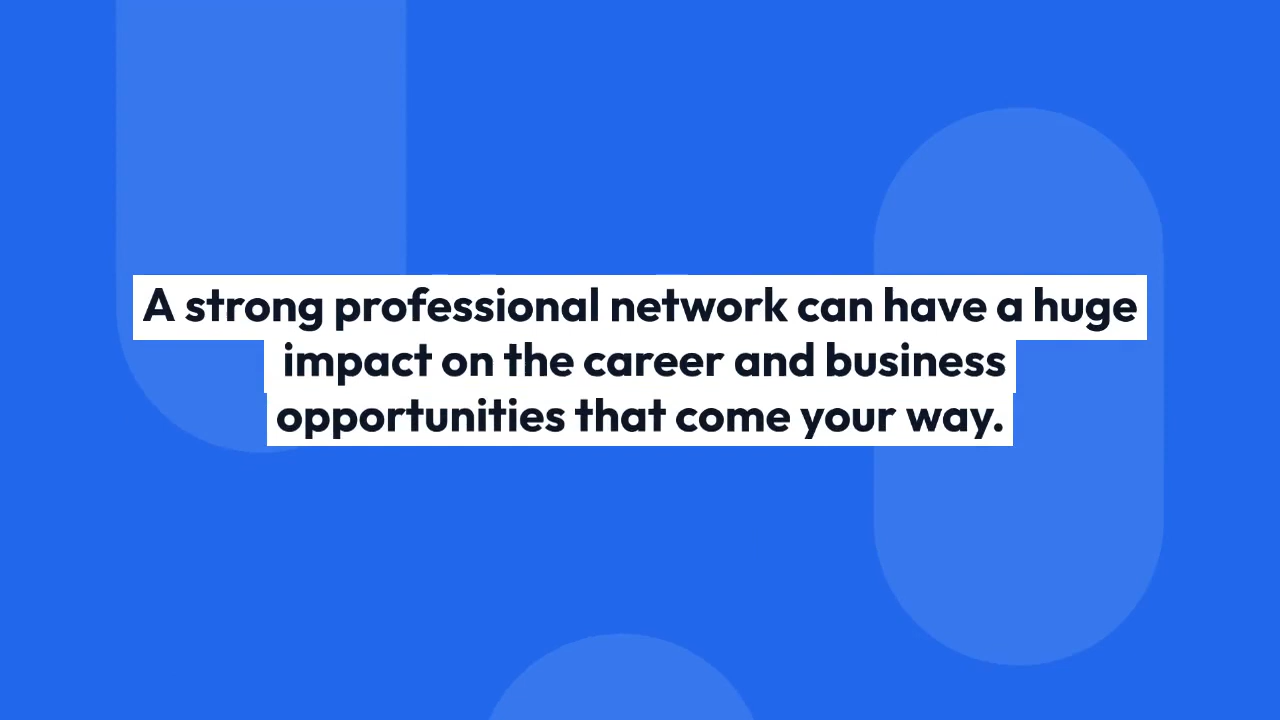 A strong professional network can have a huge
impact on the career and business
opportunities that come your way.